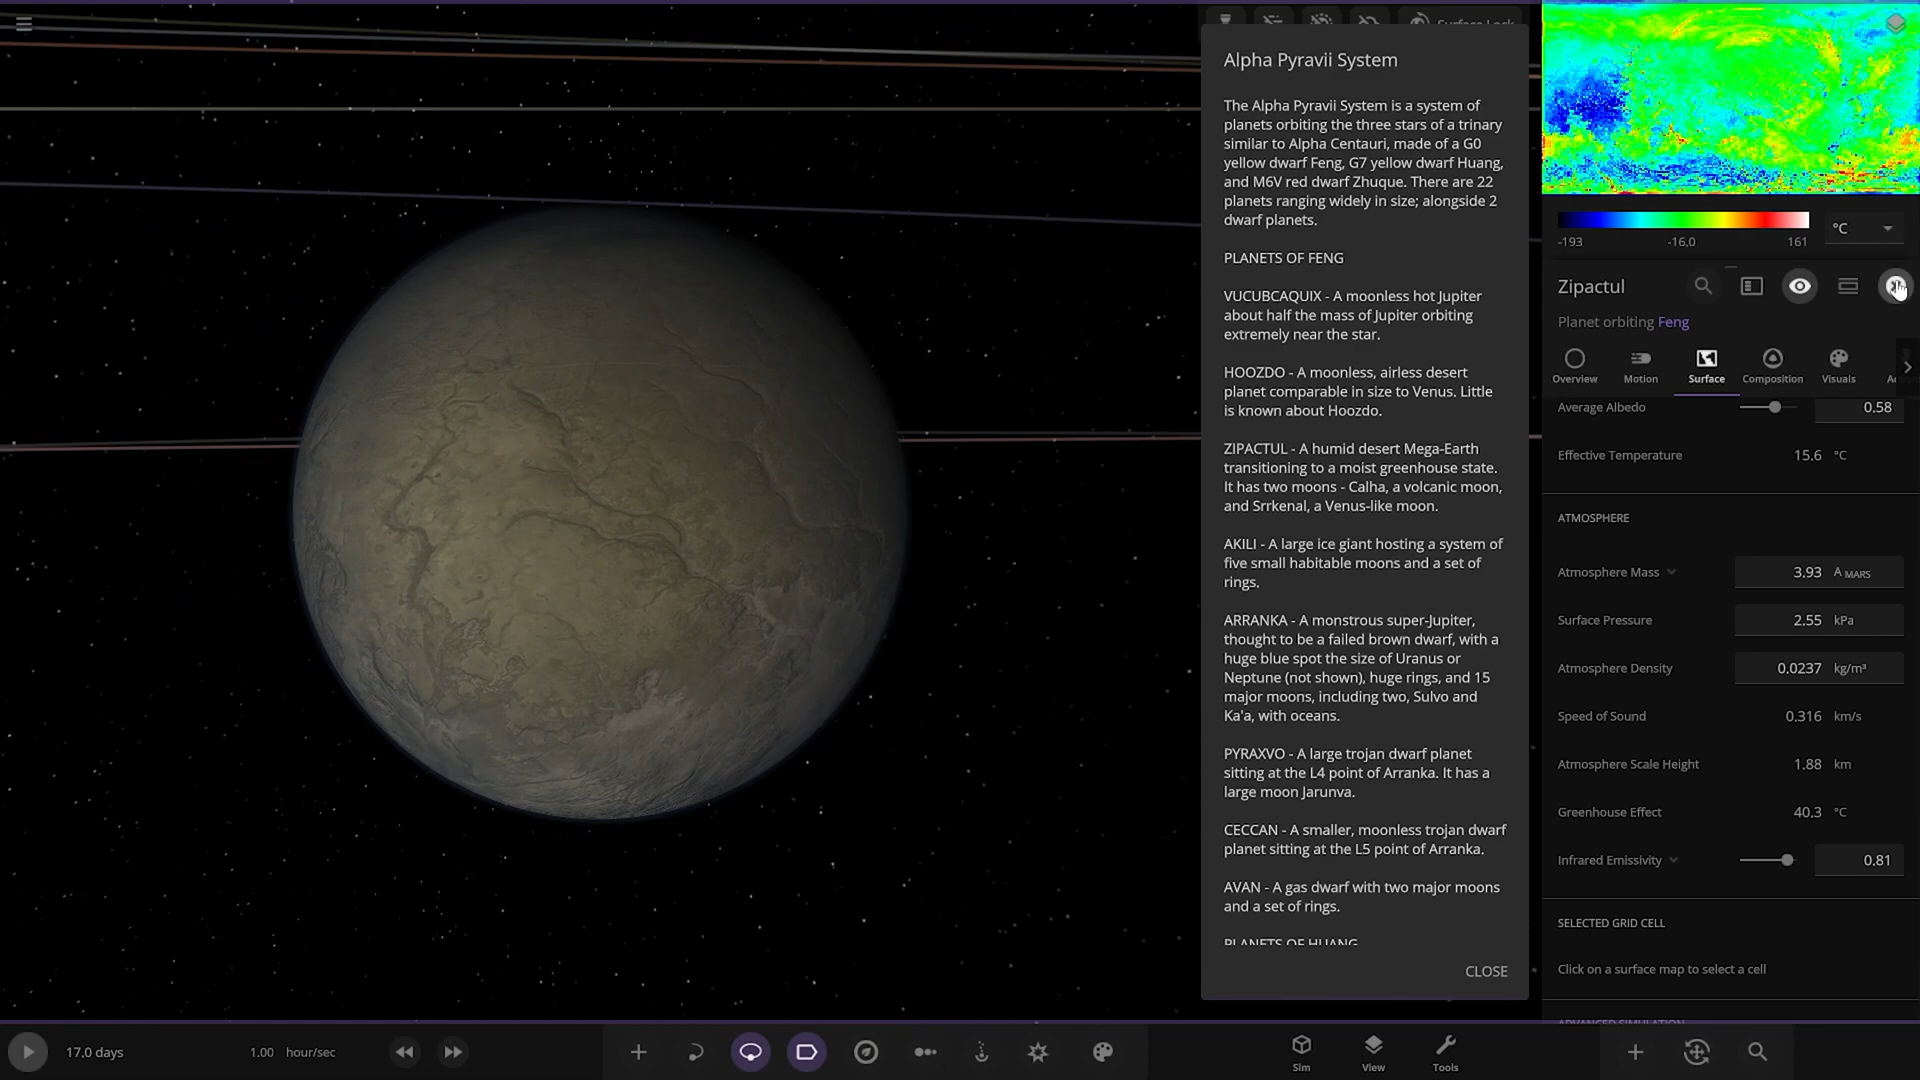 Surface Lock
Alpha Pyravii System
The Alpha Pyravii System is a system of
planets orbiting the three stars of a trinary
similar to Alpha Centauri, made of a G0
yellow dwarf Feng, G7 yellow dwarf Huang,
and M6V red dwarf Zhuque. There are 22
planets ranging widely in size; alongside 2
dwarf planets.
PLANETS OF FENG
VUCUBCAQUIX - A moonless hot Jupiter
about half the mass of Jupiter orbiting
extremely near the star.
HOOZDO - A moonless, airless desert
planet comparable in size to Venus. Little
is known about Hoozdo.
ZIPACTUL - A humid desert Mega-Earth
transitioning to a moist greenhouse state.
It has two moons - Calha, a volcanic moon,
and Srrkenal, a Venus-like moon.
AKILI - A large ice giant hosting a system of
five small habitable moons and a set of
rings.
ARRANKA - A monstrous super-Jupiter,
thought to be a failed brown dwarf, with a
huge blue spot the size of Uranus or
Neptune (not shown), huge rings, and 15
major moons, including two, Sulvo and
Ka'a, with oceans.
PYRAXVO - A large trojan dwarf planet
sitting at the L4 point of Arranka. It has a
large moon Jarunva.
CECCAN - A smaller, moonless trojan dwarf
planet sitting at the L5 point of Arranka.
AVAN - A gas dwarf with two major moons
and a set of rings.
PLANETS OF HUANG
CLOSE
°C
-193 -16,0 161
Zipactul
Planet orbiting Feng
Overview Motion Surface Composition Visuals
Average Albedo 0.58
Effective Temperature 15.6 °C
ATMOSPHERE
Atmosphere Mass 3.93 A MARS
Surface Pressure 2.55 kPa
Atmosphere Density 0.0237 kg/m³
Speed of Sound 0.316 km/s
Atmosphere Scale Height 1.88 km
Greenhouse Effect 40.3 °C
Infrared Emissivity 0.81
SELECTED GRID CELL
Click on a surface map to select a cell
ADVANCED SIMULATION
17.0 days 1.00 hour/sec
Sim View Tools